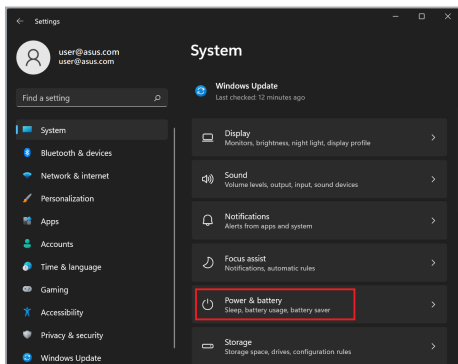 Settings
user@asus.com
user@asus.com
Find a setting
System
Bluetooth & devices
Network & internet
Personalization
Apps
Accounts
Time & language
Gaming
Accessibility
Privacy & security
Windows Update
System
Windows Update
Last checked: 12 minutes ago
Display
Monitors, brightness, night light, display profile
Sound
Volume levels, output, input, sound devices
Notifications
Alerts from apps and system
Focus assist
Notifications, automatic rules
Power & battery
Sleep, battery usage, battery saver
Storage
Storage space, drives, configuration rules